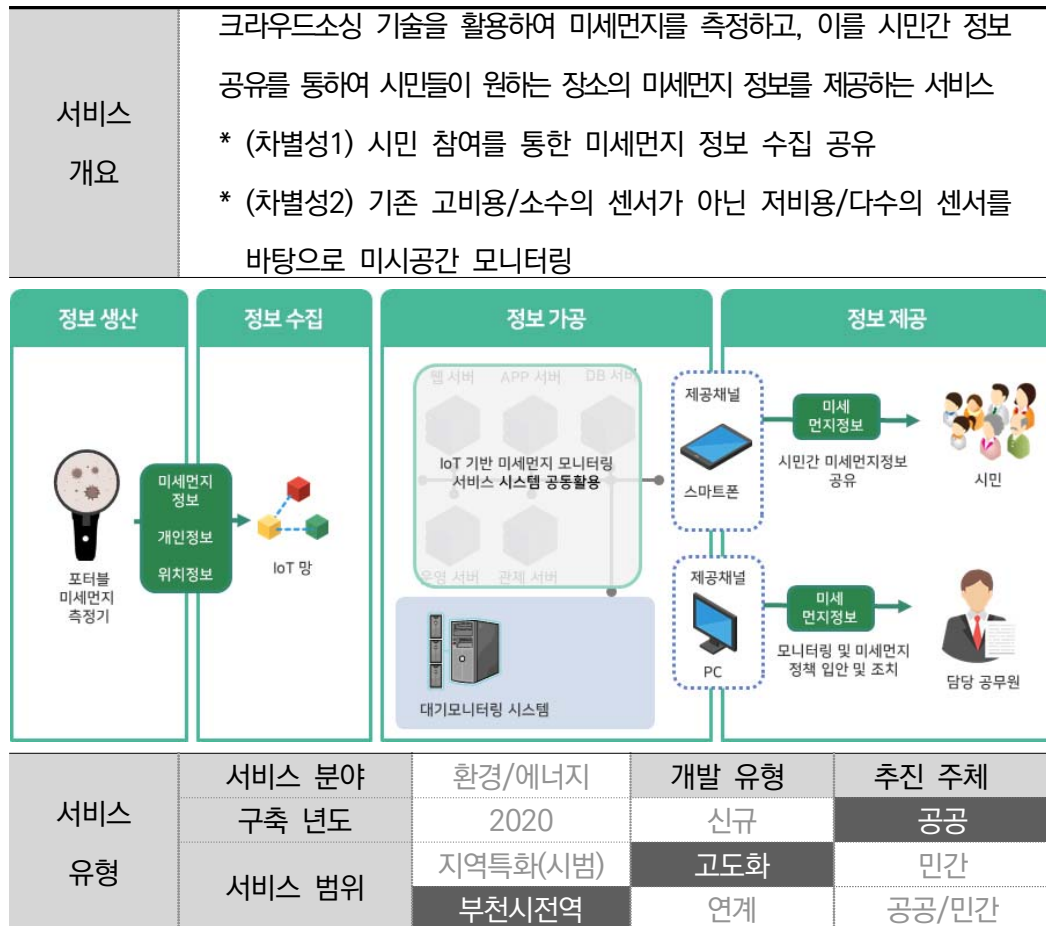 서비스
개요
크라우드소싱 기술을 활용하여 미세먼지를 측정하고, 이를 시민간 정보
공유를 통하여 시민들이 원하는 장소의 미세먼지 정보를 제공하는 서비스
* (차별성1) 시민 참여를 통한 미세먼지 정보 수집 공유
* (차별성2) 기존 고비용/소수의 센서가 아닌 저비용/다수의 센서를
바탕으로 미시공간 모니터링
정보 생산
정보 수집
정보 가공
정보 제공
포터블
미세먼지
측정기
미세먼지
정보
개인정보
위치정보
IoT 망
웹 서버
APP 서버
DB 서버
IoT 기반 미세먼지 모니터링
서비스 시스템 공동활용
운영 서버
관제 서버
대기모니터링 시스템
제공채널
스마트폰
미세
먼지정보
시민간 미세먼지정보
공유
시민
제공채널
PC
미세
먼지정보
모니터링 및 미세먼지
정책 입안 및 조치
담당 공무원
서비스
유형
서비스 분야
환경/에너지
개발 유형
추진 주체
구축 년도
2020
신규
공공
서비스 범위
지역특화(시범)
고도화
민간
부천시전역
연계
공공/민간